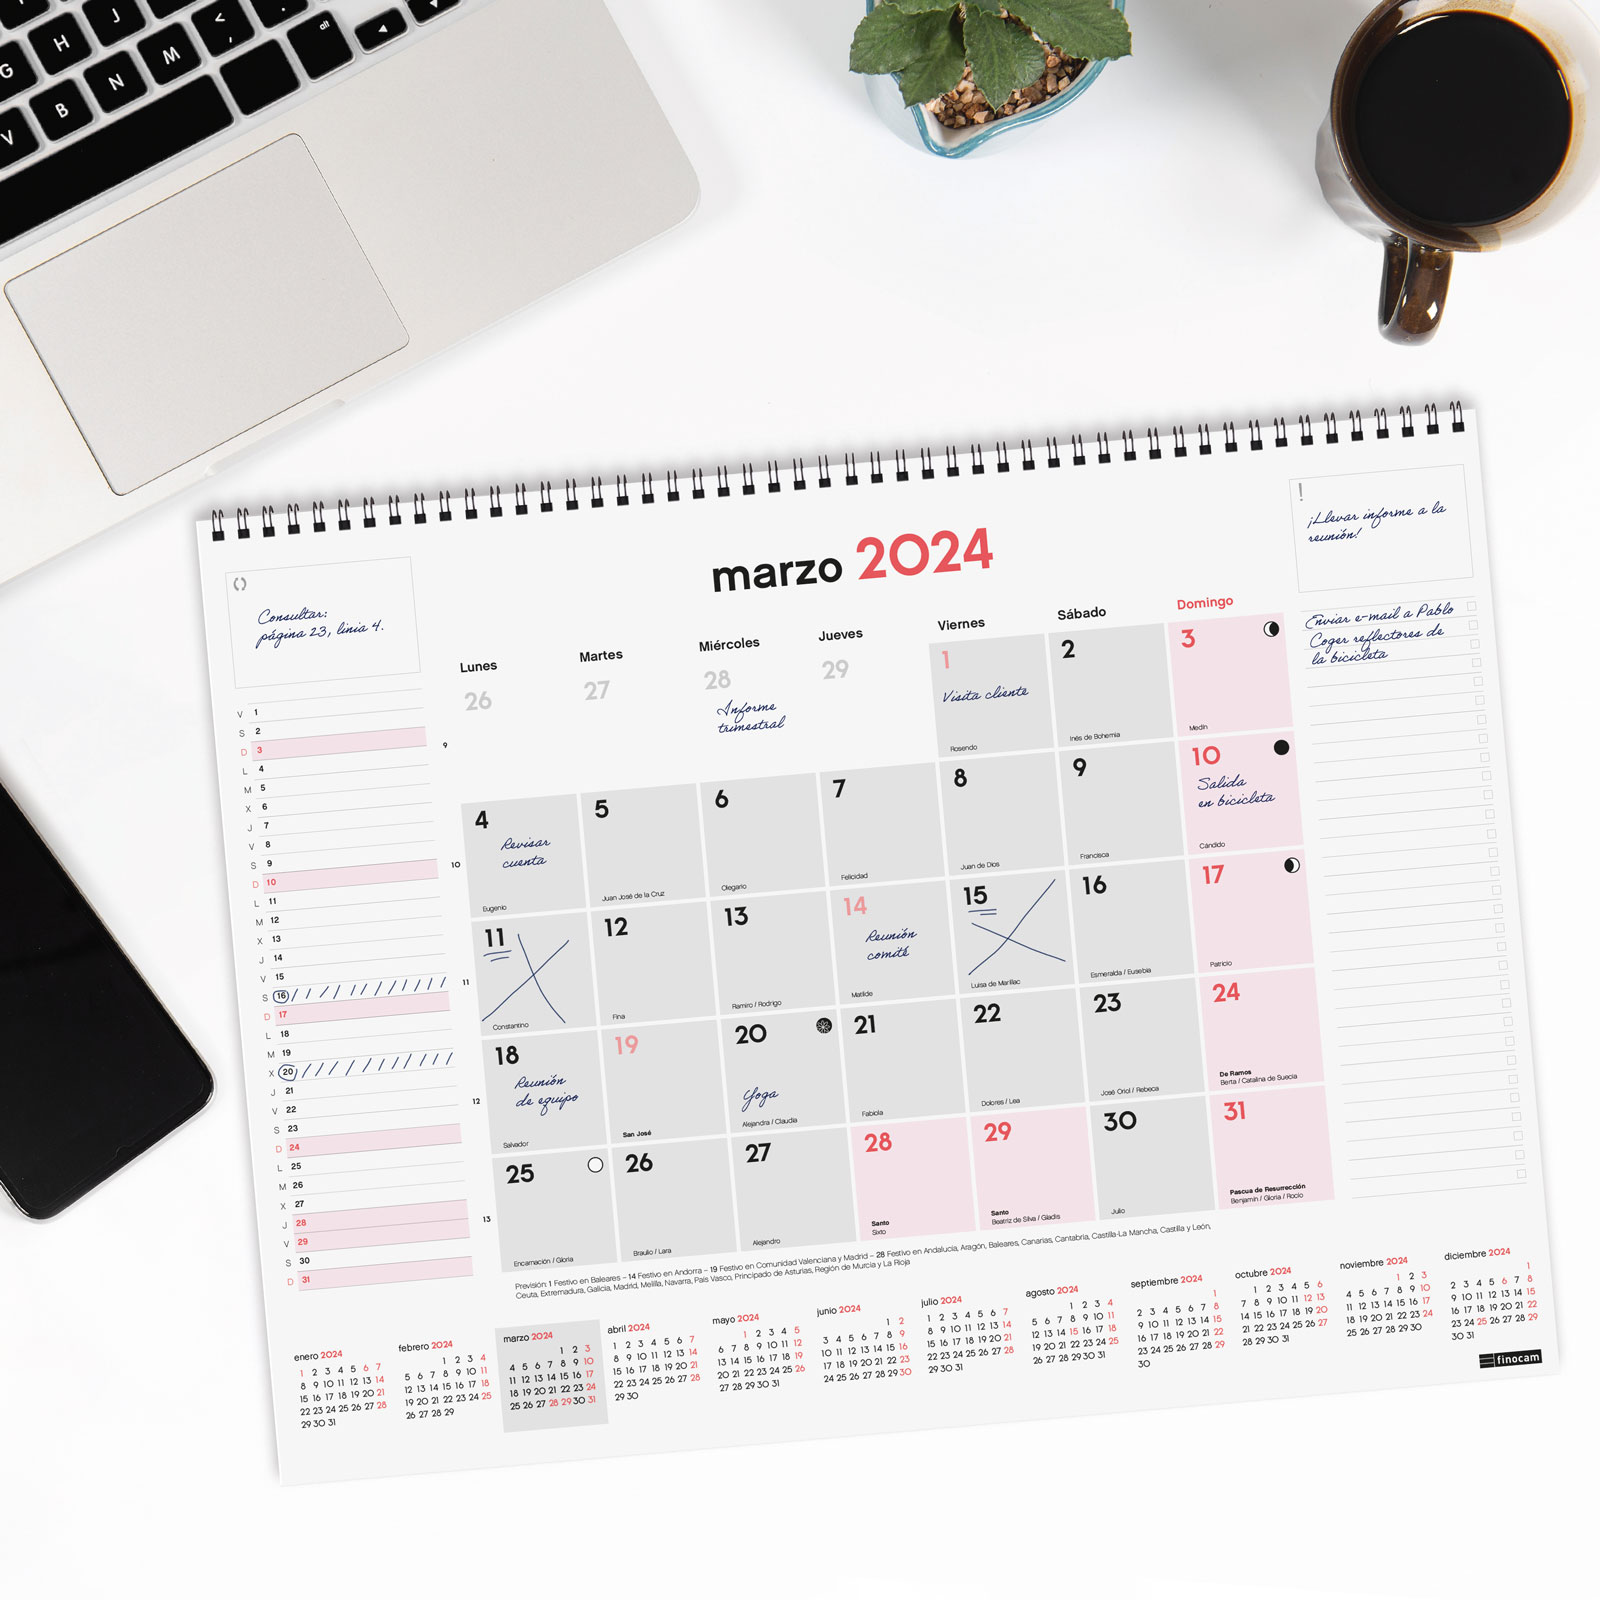 G
H
J
K
<
V
B
N
M
alt
marzo 2024
Consultar:
página 23, linia 4.
!
¡Llevar informe a la
reunión!
Enviar e-mail a Pablo
Coger reflectores de
la bicicleta
V 1
S 2
D 3
L 4
M 5
X 6
J 7
V 8
S 9
D 10
L 11
M 12
X 13
J 14
V 15
S 16
D 17
L 18
M 19
X 20
J 21
V 22
S 23
D 24
L 25
M 26
X 27
J 28
V 29
S 30
D 31
Lunes Martes Miércoles Jueves Viernes Sábado Domingo
26 27 28 29 1 2 3
Informe
trimestral
Visita cliente
9
Rosendo Inés de Bohemia Medín
4 5 6 7 8 9 10
Revisar
cuenta
Salida
en bicicleta
10
Eugenio Juan José de la Cruz Olegario Felicidad Juan de Dios Francisca Cándido
11 12 13 14 15 16 17
Reunión
comité
11
Constantino Fina Ramiro / Rodrigo Matilde Luisa de Marillac Esmeralda / Eusebia Patricio
18 19 20 21 22 23 24
Reunión
de equipo
Yoga
12
De Ramos
Salvador San José Alejandra / Claudia Fabiola Dolores / Lea José Oriol / Rebeca Berta / Catalina de Suecia
25 26 27 28 29 30 31
13
Santo Santo Pascua de Resurrección
Encarnación / Gloria Braulio / Lara Alejandro Sixto Beatriz de Silva / Gladis Julio Benjamín / Gloria / Rocío
Previsión: 1 Festivo en Baleares – 14 Festivo en Andorra – 19 Festivo en Comunidad Valenciana y Madrid – 28 Festivo en Andalucía, Aragón, Baleares, Canarias, Cantabria, Castilla-La Mancha, Castilla y León,
Ceuta, Extremadura, Galicia, Madrid, Melilla, Navarra, País Vasco, Principado de Asturias, Región de Murcia y La Rioja
enero 2024
1 2 3 4 5 6 7
8 9 10 11 12 13 14
15 16 17 18 19 20 21
22 23 24 25 26 27 28
29 30 31
febrero 2024
1 2 3 4
5 6 7 8 9 10 11
12 13 14 15 16 17 18
19 20 21 22 23 24 25
26 27 28 29
marzo 2024
1 2 3
4 5 6 7 8 9 10
11 12 13 14 15 16 17
18 19 20 21 22 23 24
25 26 27 28 29 30 31
abril 2024
1 2 3 4 5 6 7
8 9 10 11 12 13 14
15 16 17 18 19 20 21
22 23 24 25 26 27 28
29 30
mayo 2024
1 2 3 4 5
6 7 8 9 10 11 12
13 14 15 16 17 18 19
20 21 22 23 24 25 26
27 28 29 30 31
junio 2024
1 2
3 4 5 6 7 8 9
10 11 12 13 14 15 16
17 18 19 20 21 22 23
24 25 26 27 28 29 30
julio 2024
1 2 3 4 5 6 7
8 9 10 11 12 13 14
15 16 17 18 19 20 21
22 23 24 25 26 27 28
29 30 31
agosto 2024
1 2 3 4
5 6 7 8 9 10 11
12 13 14 15 16 17 18
19 20 21 22 23 24 25
26 27 28 29 30 31
septiembre 2024
1
2 3 4 5 6 7 8
9 10 11 12 13 14 15
16 17 18 19 20 21 22
23 24 25 26 27 28 29
30
octubre 2024
1 2 3 4 5 6
7 8 9 10 11 12 13
14 15 16 17 18 19 20
21 22 23 24 25 26 27
28 29 30 31
noviembre 2024
1 2 3
4 5 6 7 8 9 10
11 12 13 14 15 16 17
18 19 20 21 22 23 24
25 26 27 28 29 30
diciembre 2024
1
2 3 4 5 6 7 8
9 10 11 12 13 14 15
16 17 18 19 20 21 22
23 24 25 26 27 28 29
30 31
finocam